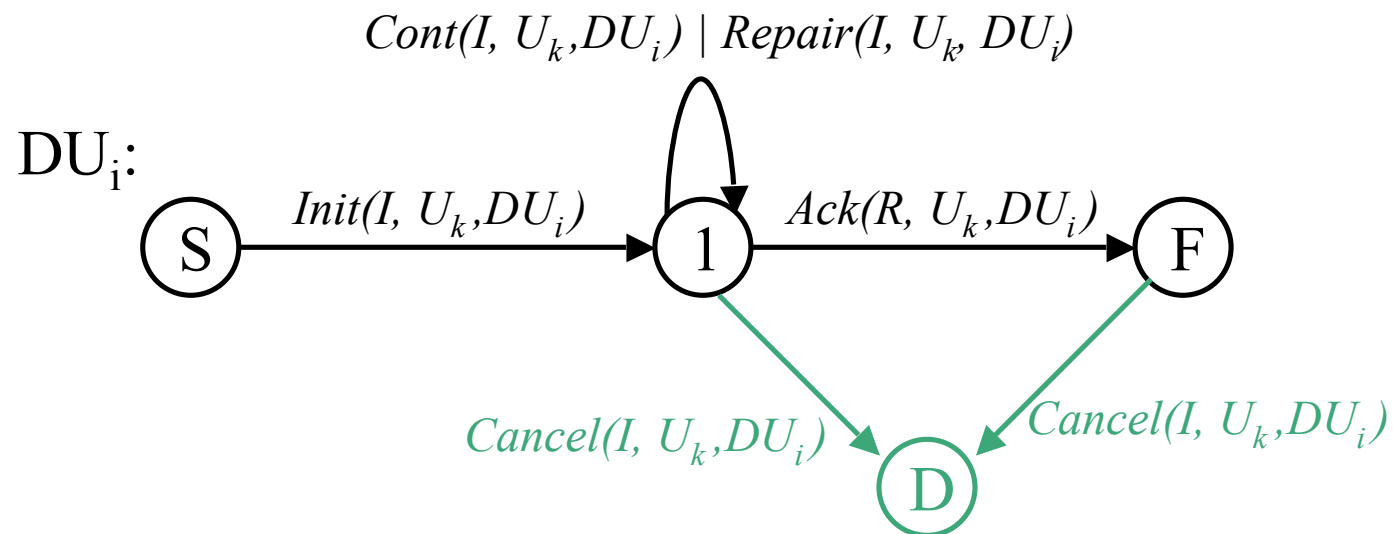 Cont(I, U_k,DU_i) | Repair(I, U_k, DU_i)
DU_i:
S
Init(I, U_k,DU_i)
1
Ack(R, U_k,DU_i)
F
Cancel(I, U_k,DU_i)
Cancel(I, U_k,DU_i)
D